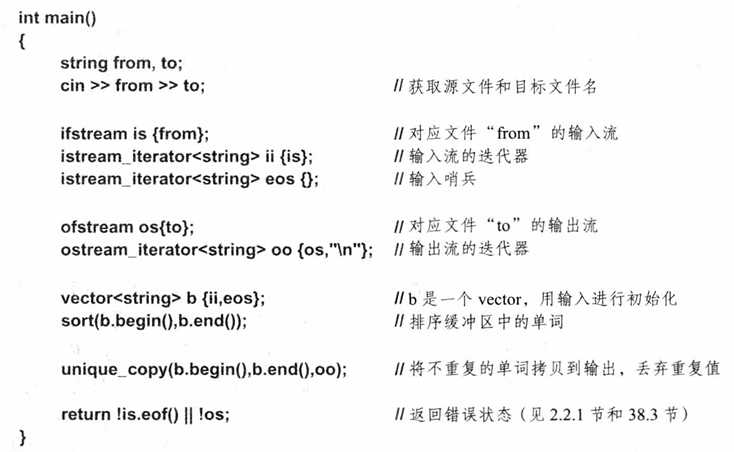 int main()
{
string from, to;
cin >> from >> to; // 获取源文件和目标文件名
ifstream is {from}; // 对应文件“from”的输入流
istream_iterator<string> ii {is}; // 输入流的迭代器
istream_iterator<string> eos {}; // 输入哨兵
ofstream os{to}; // 对应文件“to”的输出流
ostream_iterator<string> oo {os,"\n"}; // 输出流的迭代器
vector<string> b {ii,eos}; // b 是一个 vector，用输入进行初始化
sort(b.begin(),b.end()); // 排序缓冲区中的单词
unique_copy(b.begin(),b.end(),oo); // 将不重复的单词拷贝到输出，丢弃重复值
return !is.eof() || !os; // 返回错误状态（见 2.2.1 节和 38.3 节）
}